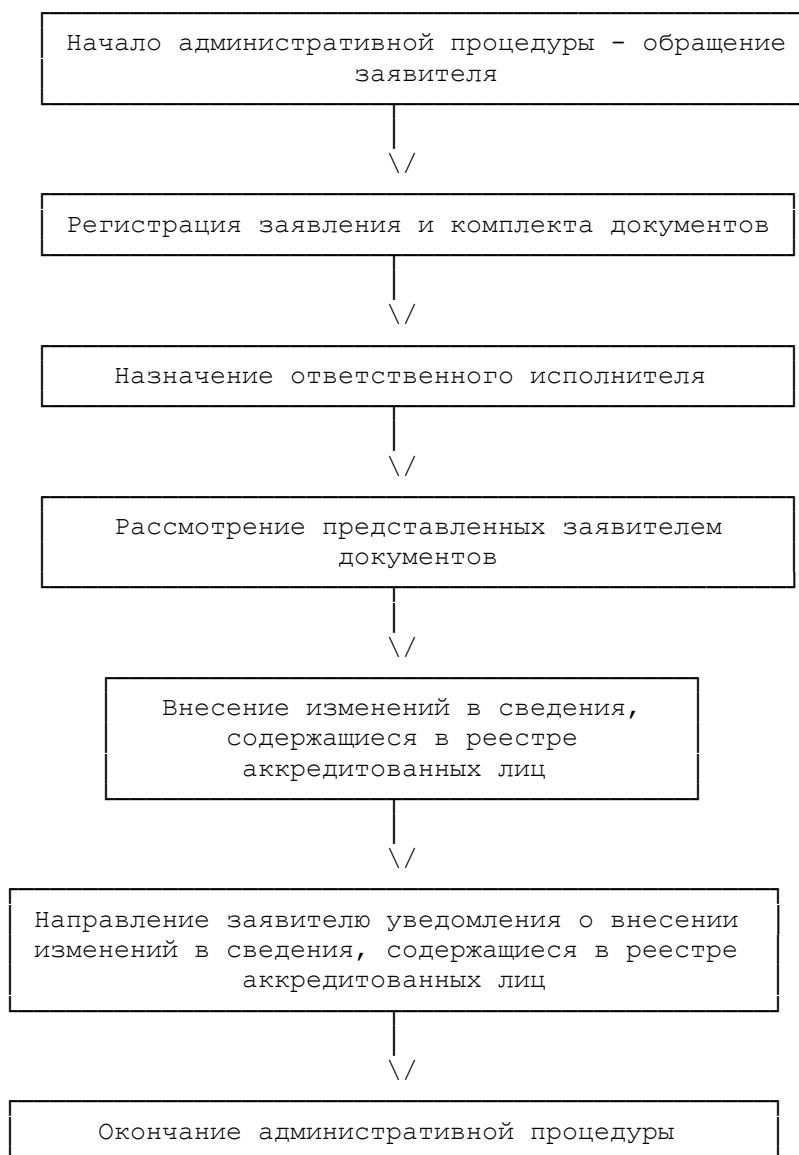 Начало административной процедуры - обращение
заявителя
Регистрация заявления и комплекта документов
Назначение ответственного исполнителя
Рассмотрение представленных заявителем
документов
Внесение изменений в сведения,
содержащиеся в реестре
аккредитованных лиц
Направление заявителю уведомления о внесении
изменений в сведения, содержащиеся в реестре
аккредитованных лиц
Окончание административной процедуры